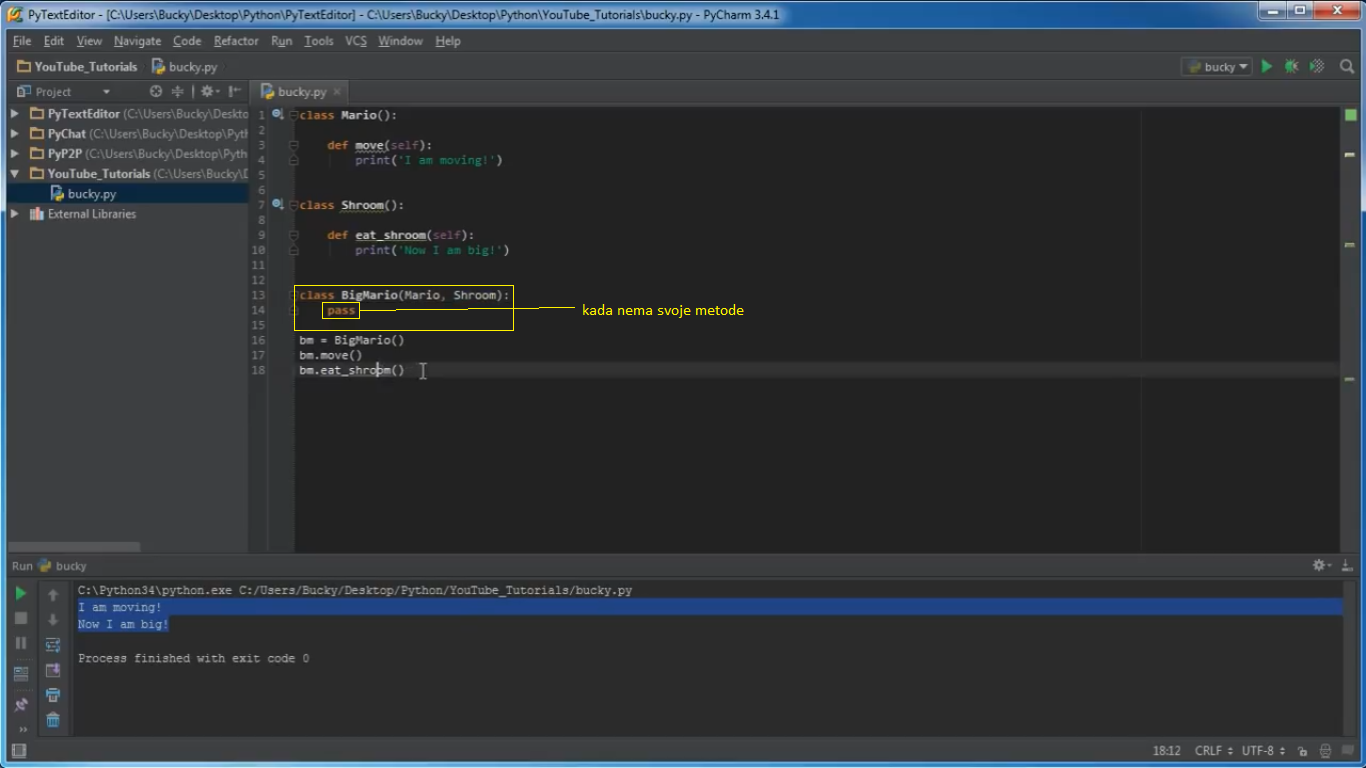 PyTextEditor - [C:\Users\Bucky\Desktop\Python\PyTextEditor] - C:\Users\Bucky\Desktop\Python\YouTube_Tutorials\bucky.py - PyCharm 3.4.1
File Edit View Navigate Code Refactor Run Tools VCS Window Help
YouTube_Tutorials bucky.py
bucky
Project
bucky.py
PyTextEditor (C:\Users\Bucky\Deskto
PyChat (C:\Users\Bucky\Desktop\Pyth
PyP2P (C:\Users\Bucky\Desktop\Pyth
YouTube_Tutorials (C:\Users\Bucky\D
bucky.py
External Libraries
1 class Mario():
2
3 def move(self):
4 print('I am moving!')
5
6
7 class Shroom():
8
9 def eat_shroom(self):
10 print('Now I am big!')
11
12
13 class BigMario(Mario, Shroom):
14 pass
kada nema svoje metode
15
16 bm = BigMario()
17 bm.move()
18 bm.eat_shroom()
Run bucky
C:\Python34\python.exe C:/Users/Bucky/Desktop/Python/YouTube_Tutorials/bucky.py
I am moving!
Now I am big!
Process finished with exit code 0
18:12 CRLF UTF-8